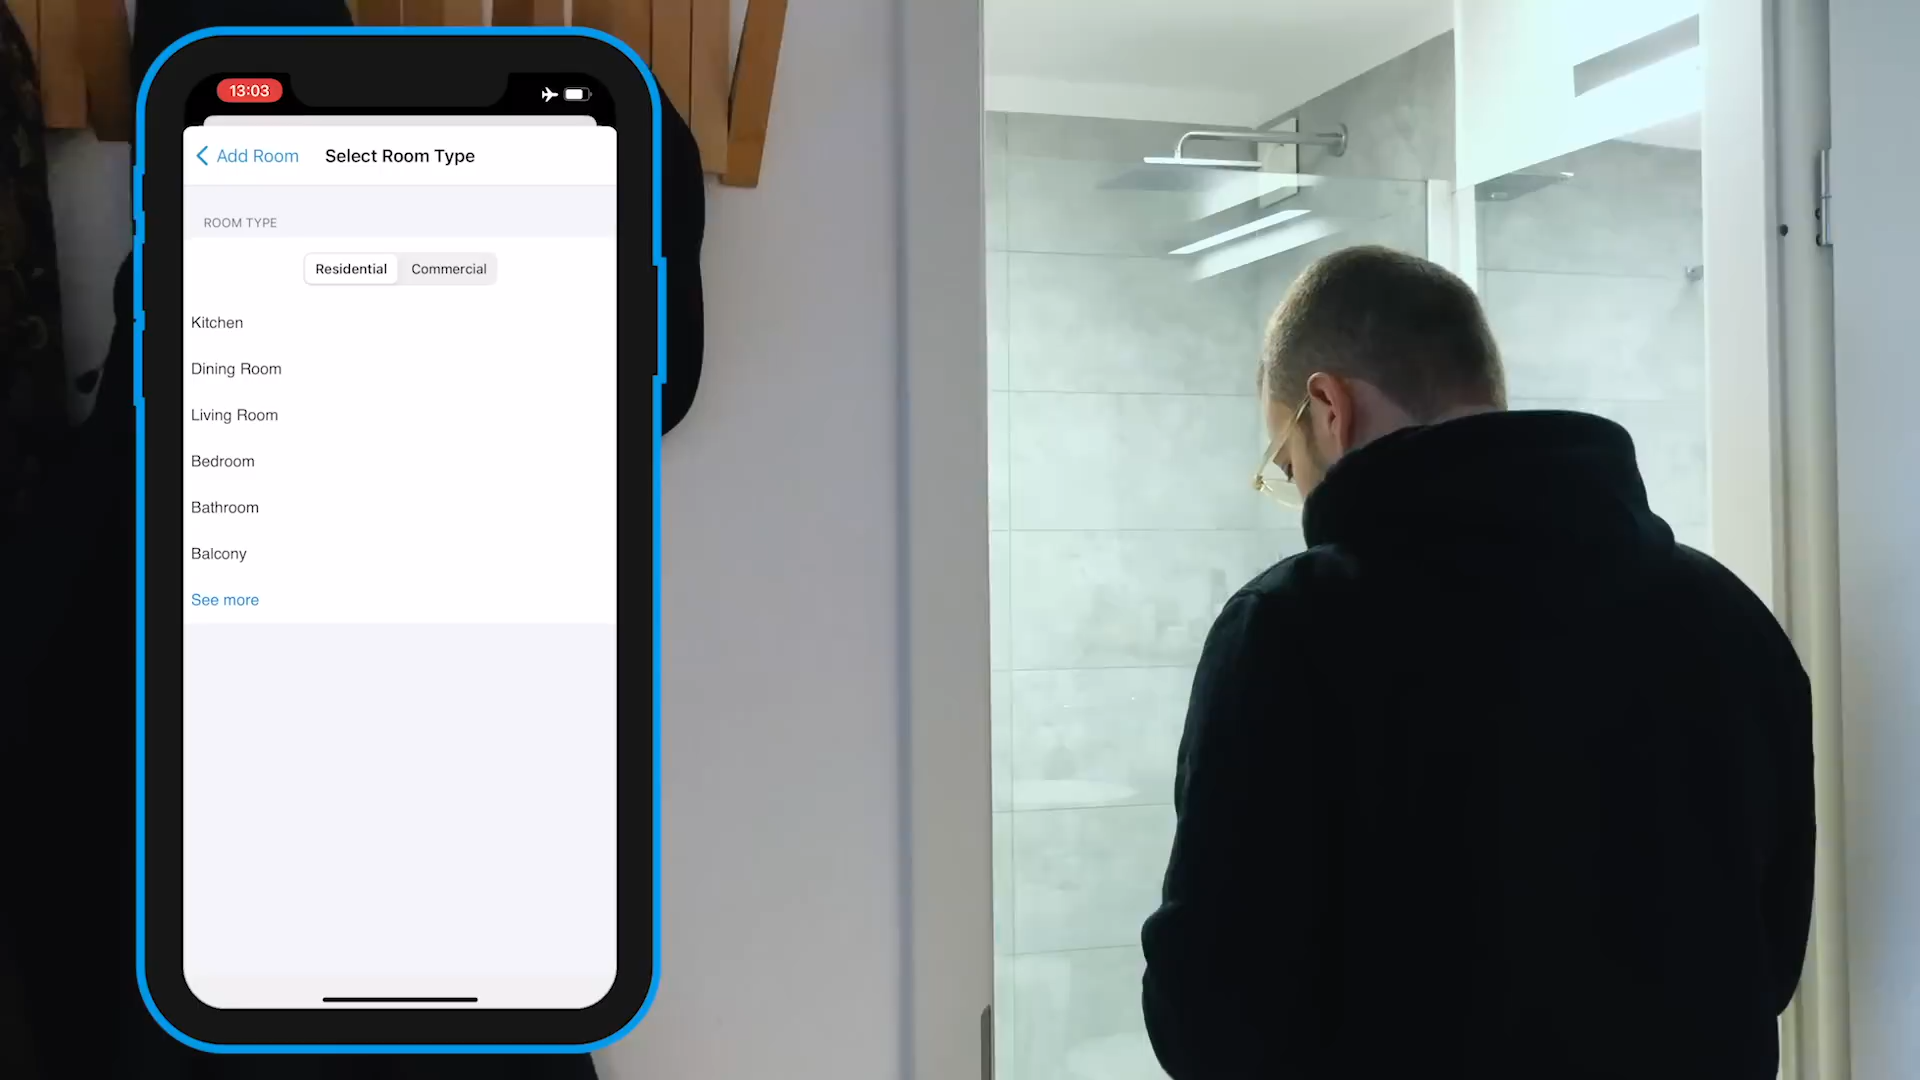 13:03
Add Room
Select Room Type
ROOM TYPE
Residential
Commercial
Kitchen
Dining Room
Living Room
Bedroom
Bathroom
Balcony
See more